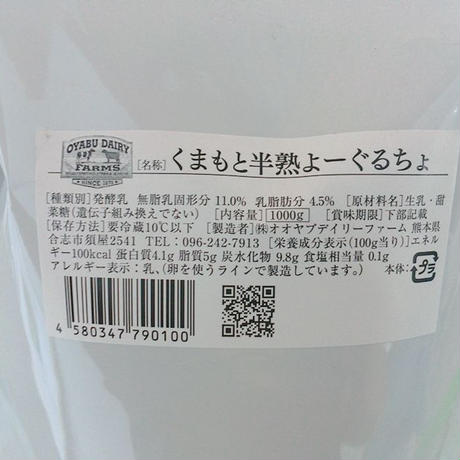 OYABU DAIRY
FARMS
SINCE 1971
[名称] くまもと半熟よーぐるちょ
[種類別]発酵乳 無脂乳固形分 11.0% 乳脂肪分 4.5% [原材料名]生乳・甜
菜糖(遺伝子組み換えでない) [内容量] 1000g [賞味期限]下部記載
[保存方法]要冷蔵10℃以下 [製造者]㈱オオヤブデイリーファーム 熊本県
合志市須屋2541 TEL:096-242-7913 [栄養成分表示(100g当り)]エネル
ギー100kcal 蛋白質4.1g 脂質5g 炭水化物 9.8g 食塩相当量 0.1g
アレルギー表示:乳、(卵を使うラインで製造しています。) 本体: プラ
4 580347 790100